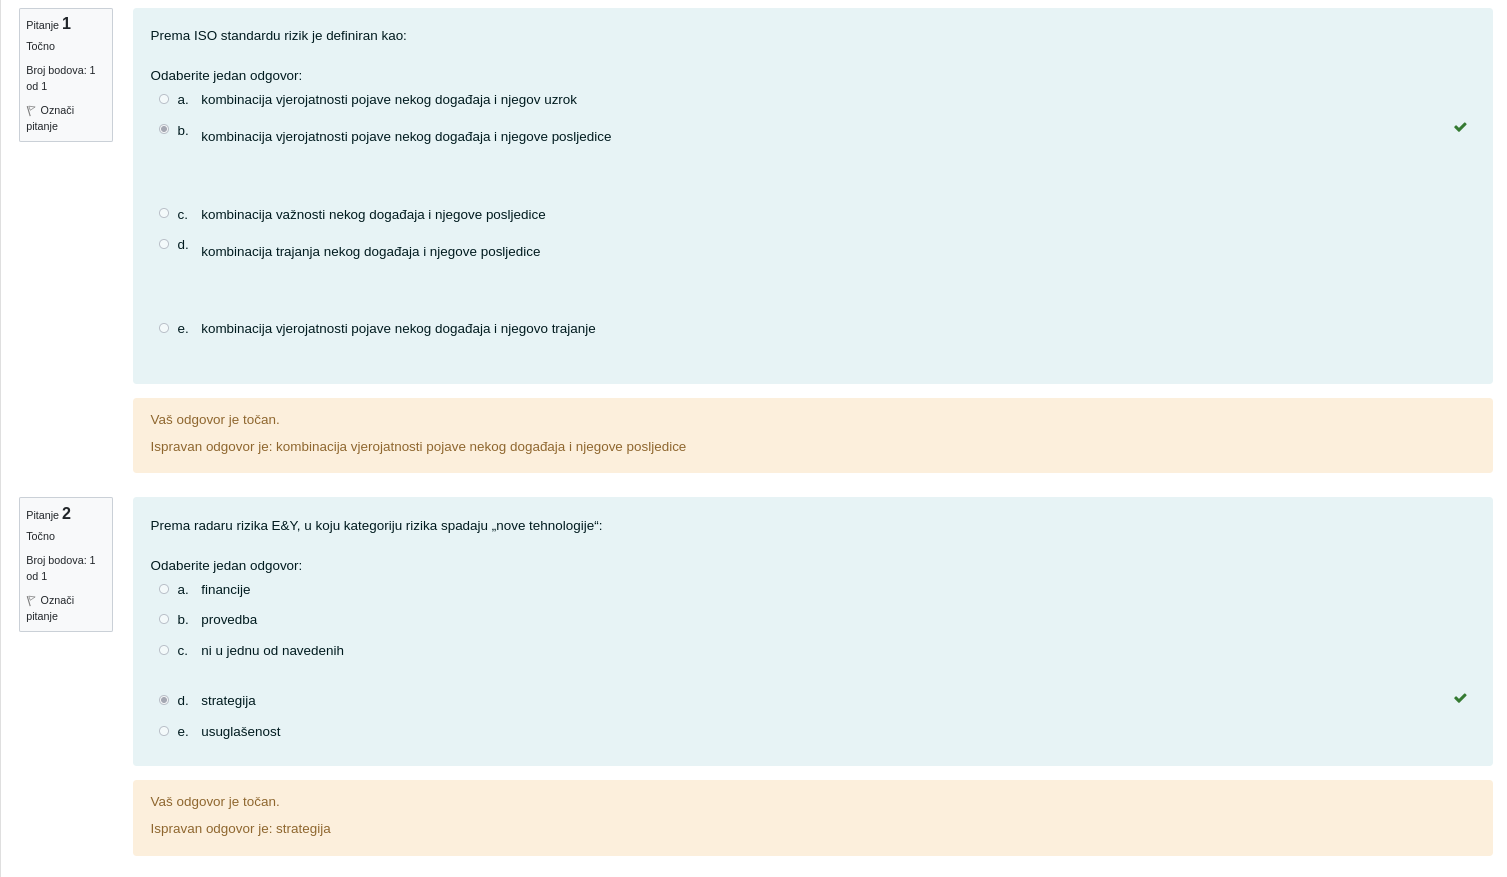 Pitanje 1
Točno
Broj bodova: 1
od 1
Označi
pitanje
Prema ISO standardu rizik je definiran kao:
Odaberite jedan odgovor:
a. kombinacija vjerojatnosti pojave nekog događaja i njegov uzrok
b. kombinacija vjerojatnosti pojave nekog događaja i njegove posljedice
c. kombinacija važnosti nekog događaja i njegove posljedice
d. kombinacija trajanja nekog događaja i njegove posljedice
e. kombinacija vjerojatnosti pojave nekog događaja i njegovo trajanje
Vaš odgovor je točan.
Ispravan odgovor je: kombinacija vjerojatnosti pojave nekog događaja i njegove posljedice
Pitanje 2
Točno
Broj bodova: 1
od 1
Označi
pitanje
Prema radaru rizika E&Y, u koju kategoriju rizika spadaju „nove tehnologije“:
Odaberite jedan odgovor:
a. financije
b. provedba
c. ni u jednu od navedenih
d. strategija
e. usuglašenost
Vaš odgovor je točan.
Ispravan odgovor je: strategija